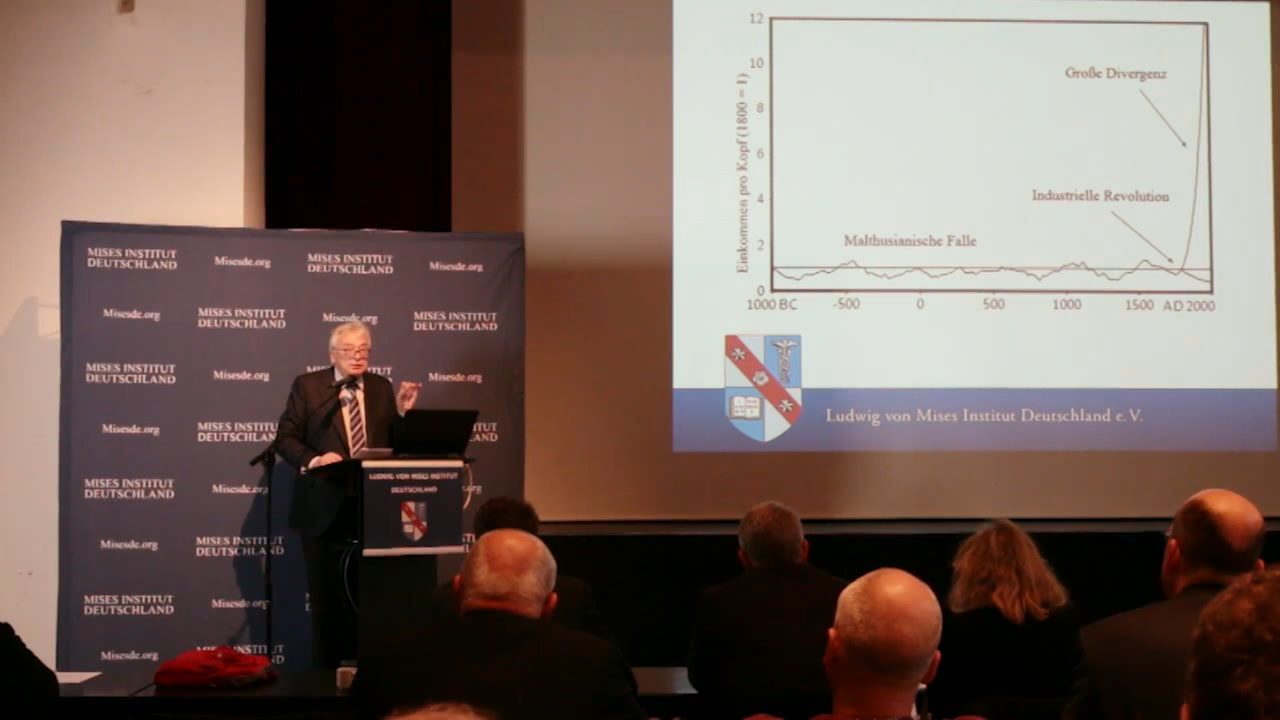 12
10
8
6
4
2
0
Einkommen pro Kopf (1800 = 1)
Große Divergenz
Industrielle Revolution
Malthusianische Falle
1000 BC -500 0 500 1000 1500 AD 2000
Ludwig von Mises Institut Deutschland e. V.
MISES INSTITUT
DEUTSCHLAND
Misesde.org
MISES INSTITUT
DEUTSCHLAND
Misesde.org
Misesde.org
MISES INSTITUT
DEUTSCHLAND
Misesde.org
MISES INSTITUT
DEUTSCHLAND
MISES INSTITUT
DEUTSCHLAND
Misesde.org
Misesde.org
Misesde.org
MISES INSTITUT
DEUTSCHLAND
MISES INSTITUT
DEUTSCHLAND
Misesde.org
Misesde.org
MISES INSTITUT
DEUTSCHLAND
MISES INSTITUT
DEUTSCHLAND
Misesde.org
Misesde.org
LUDWIG VON MISES INSTITUT
DEUTSCHLAND